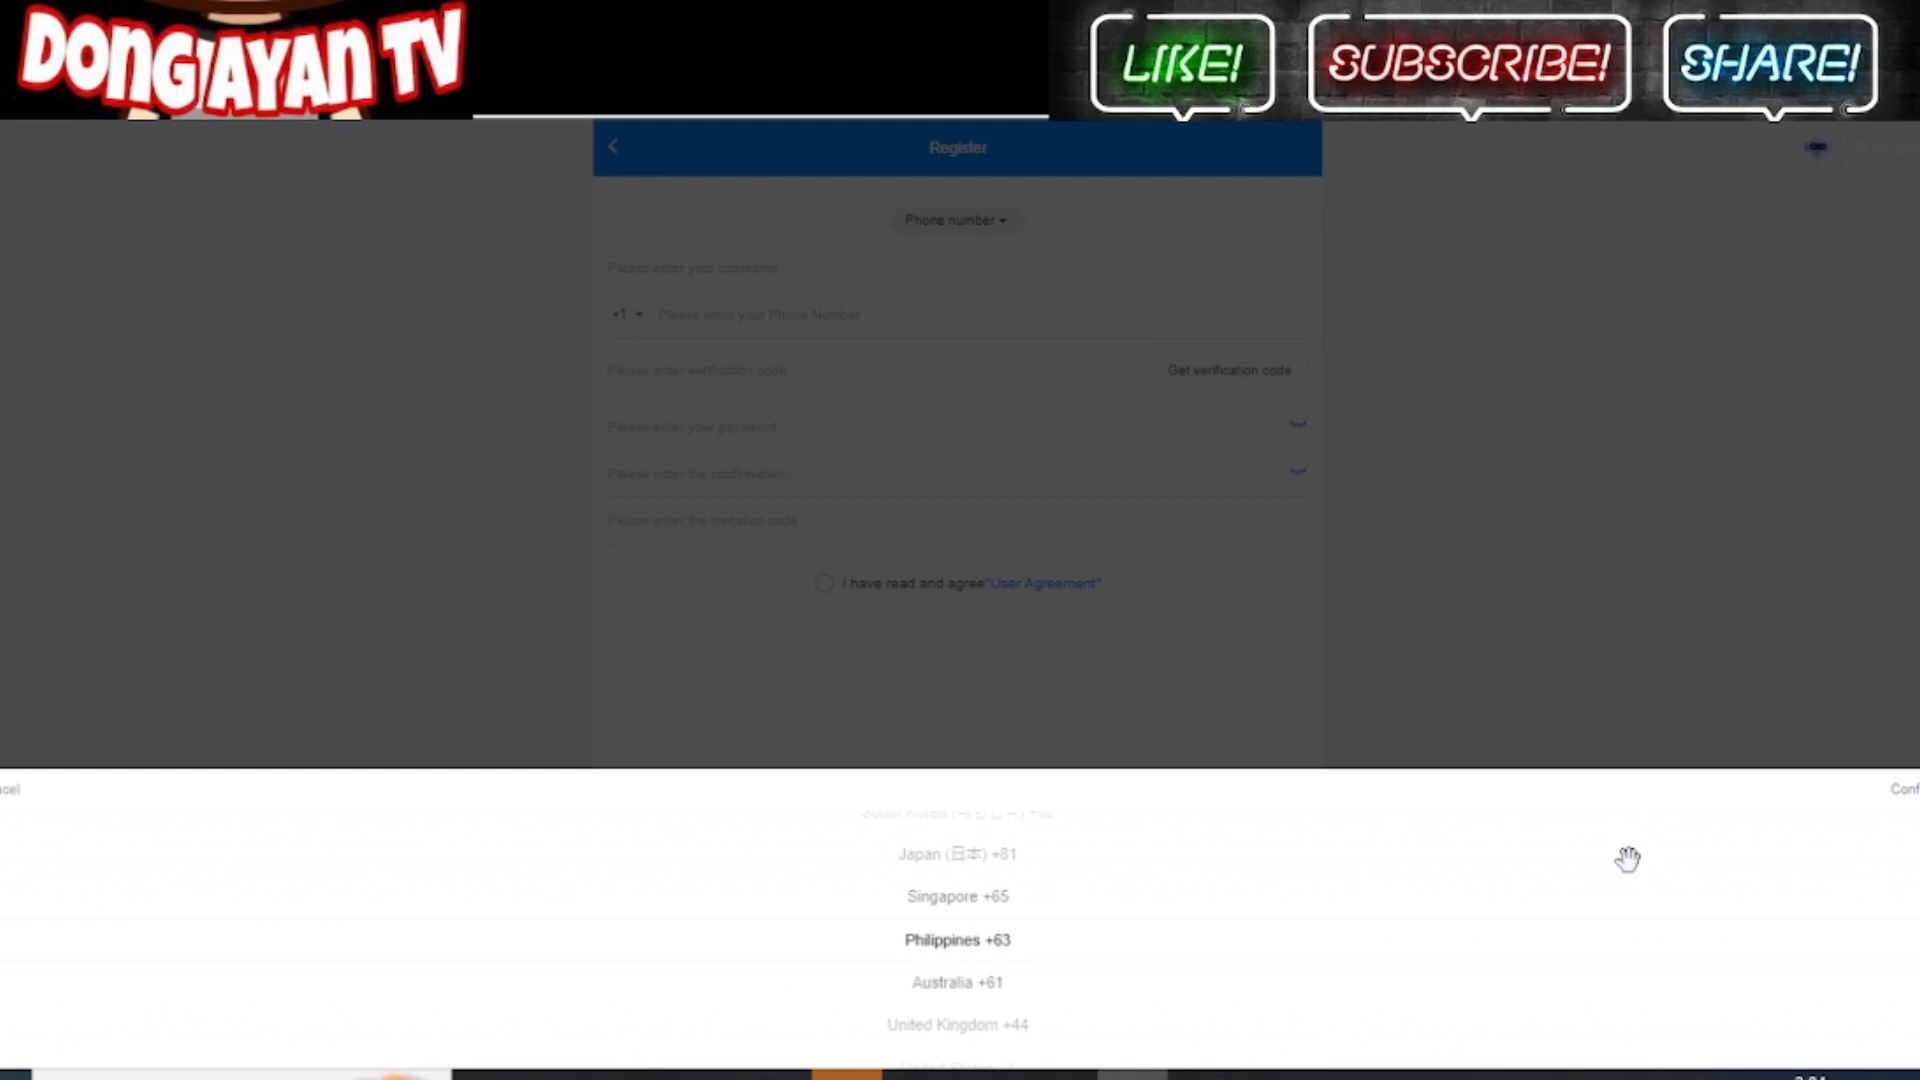 DONG AYAN TV
LIKE!
SUBSCRIBE!
SHARE!
Register
Phone number
Please enter your username
+1
Please enter your Phone Number
Please enter verification code
Get verification code
Please enter your password
Please enter the confirmation
Please enter the invitation code
I have read and agree"User Agreement"
Japan (日本) +81
Singapore +65
Philippines +63
Australia +61
United Kingdom +44